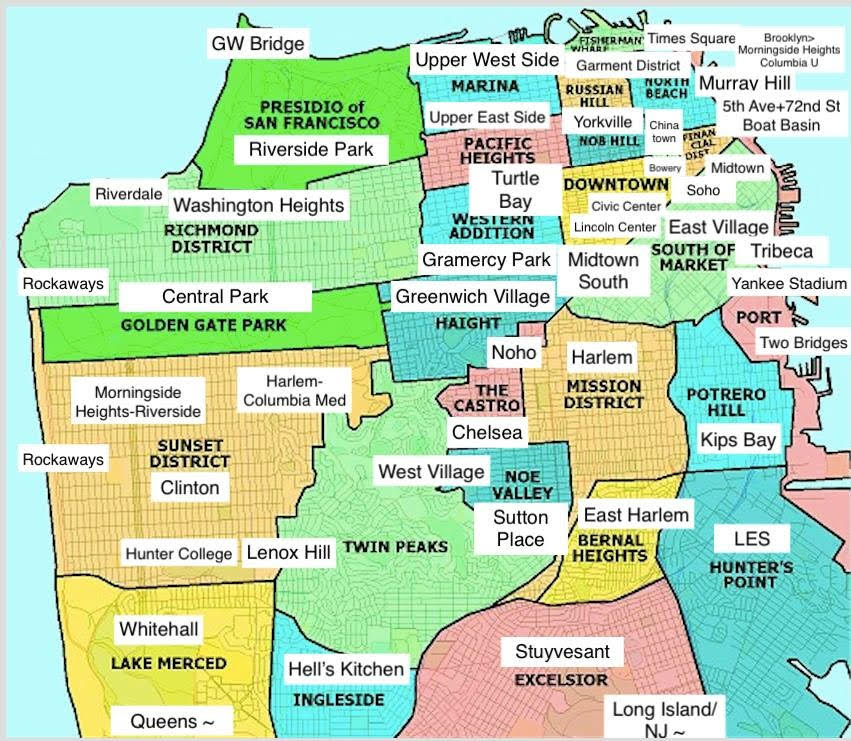 GW Bridge
FISHERMAN'S
WHARF
Times Square
Brooklyn>
Morningside Heights
Columbia U
Upper West Side
Garment District
MARINA
RUSSIAN
HILL
NORTH
BEACH
Murray Hill
PRESIDIO of
SAN FRANCISCO
Upper East Side
Yorkville
China
town
5th Ave+72nd St
Boat Basin
Riverside Park
PACIFIC
HEIGHTS
NOB HILL
FINAN
CIAL
DIST
Riverdale
Washington Heights
Turtle
Bay
Bowery
Midtown
DOWNTOWN
Soho
RICHMOND
DISTRICT
WESTERN
ADDITION
Civic Center
Lincoln Center
East Village
Gramercy Park
Midtown
South
SOUTH OF
MARKET
Tribeca
Rockaways
Central Park
Greenwich Village
Yankee Stadium
GOLDEN GATE PARK
HAIGHT
PORT
Noho
Harlem
Two Bridges
Morningside
Heights-Riverside
Harlem-
Columbia Med
THE
CASTRO
MISSION
DISTRICT
POTRERO
HILL
Chelsea
Kips Bay
Rockaways
SUNSET
DISTRICT
Clinton
West Village
NOE
VALLEY
Sutton
Place
East Harlem
Hunter College
Lenox Hill
TWIN PEAKS
BERNAL
HEIGHTS
LES
HUNTER'S
POINT
Whitehall
LAKE MERCED
Hell's Kitchen
INGLESIDE
Stuyvesant
EXCELSIOR
Queens ~
Long Island/
NJ ~